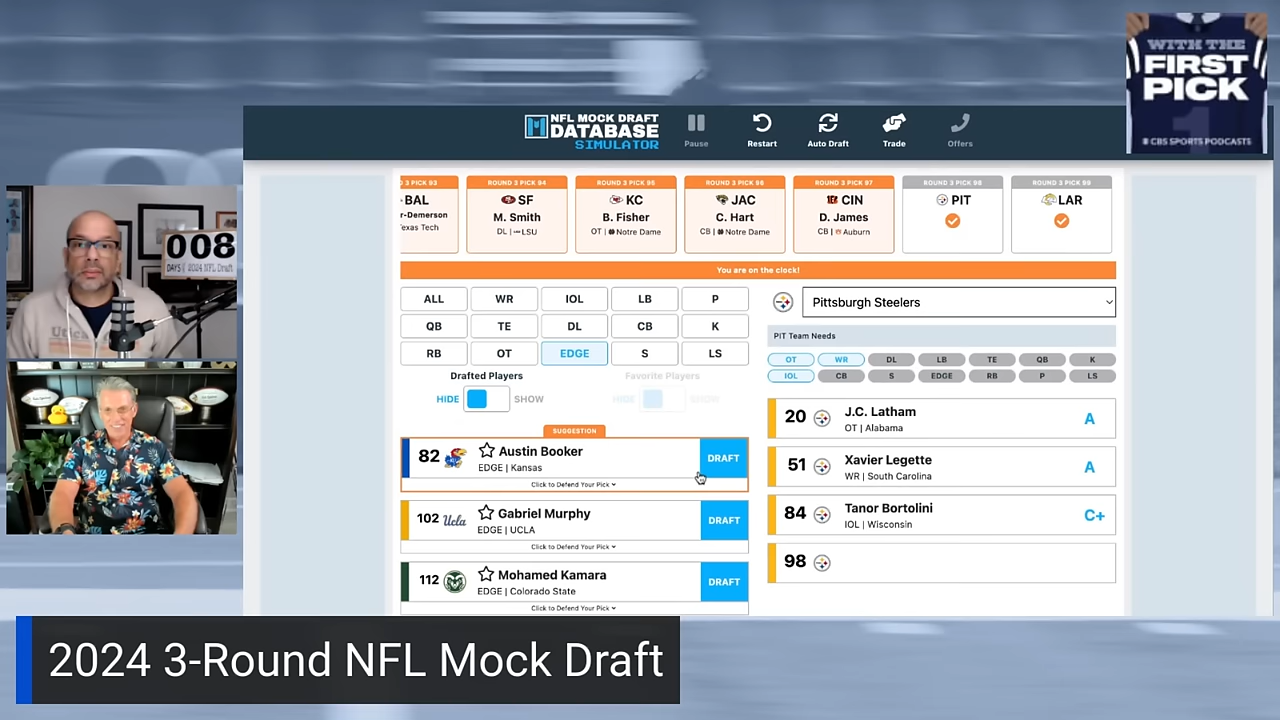 WITH THE
FIRST
PICK
CBS SPORTS PODCASTS
NFL MOCK DRAFT
DATABASE
SIMULATOR
Pause
Restart
Auto Draft
Trade
Offers
3 PICK 93
BAL
r-Demerson
exas Tech
ROUND 3 PICK 94
SF
M. Smith
DL | LSU
ROUND 3 PICK 95
KC
B. Fisher
OT | Notre Dame
ROUND 3 PICK 96
JAC
C. Hart
CB | Notre Dame
ROUND 3 PICK 97
CIN
D. James
CB | Auburn
ROUND 3 PICK 98
PIT
ROUND 3 PICK 99
LAR
You are on the clock!
ALL WR IOL LB P
QB TE DL CB K
RB OT EDGE S LS
Drafted Players
HIDE SHOW
Favorite Players
HIDE SHOW
SUGGESTION
82 Austin Booker
EDGE | Kansas
DRAFT
Click to Defend Your Pick
102 Ucla Gabriel Murphy
EDGE | UCLA
DRAFT
Click to Defend Your Pick
112 Mohamed Kamara
EDGE | Colorado State
DRAFT
Click to Defend Your Pick
Pittsburgh Steelers
PIT Team Needs
OT WR DL LB TE QB K
IOL CB S EDGE RB P LS
20 J.C. Latham
OT | Alabama
A
51 Xavier Legette
WR | South Carolina
A
84 Tanor Bortolini
IOL | Wisconsin
C+
98
008
2024 NFL Draft
2024 3-Round NFL Mock Draft